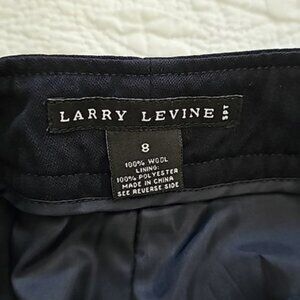 LARRY LEVINE
8
100% WOOL
LINING:
100% POLYESTER
MADE IN CHINA
SEE REVERSE SIDE